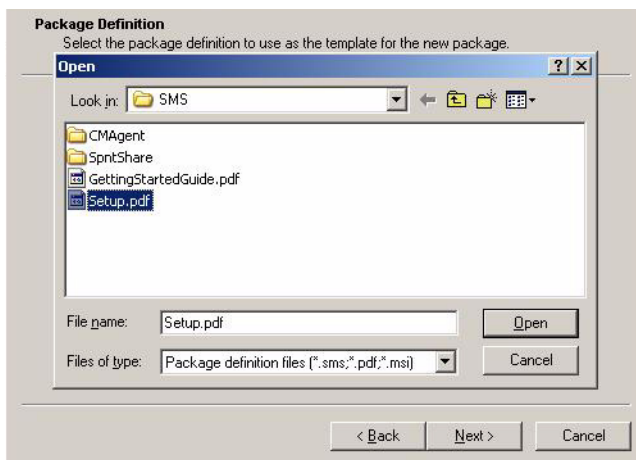 Package Definition
Select the package definition to use as the template for the new package.
Open
Look in: SMS
CMAgent
SpntShare
GettingStartedGuide.pdf
Setup.pdf
File name: Setup.pdf Open
Files of type: Package definition files (*.sms;*.pdf;*.msi) Cancel
< Back Next > Cancel